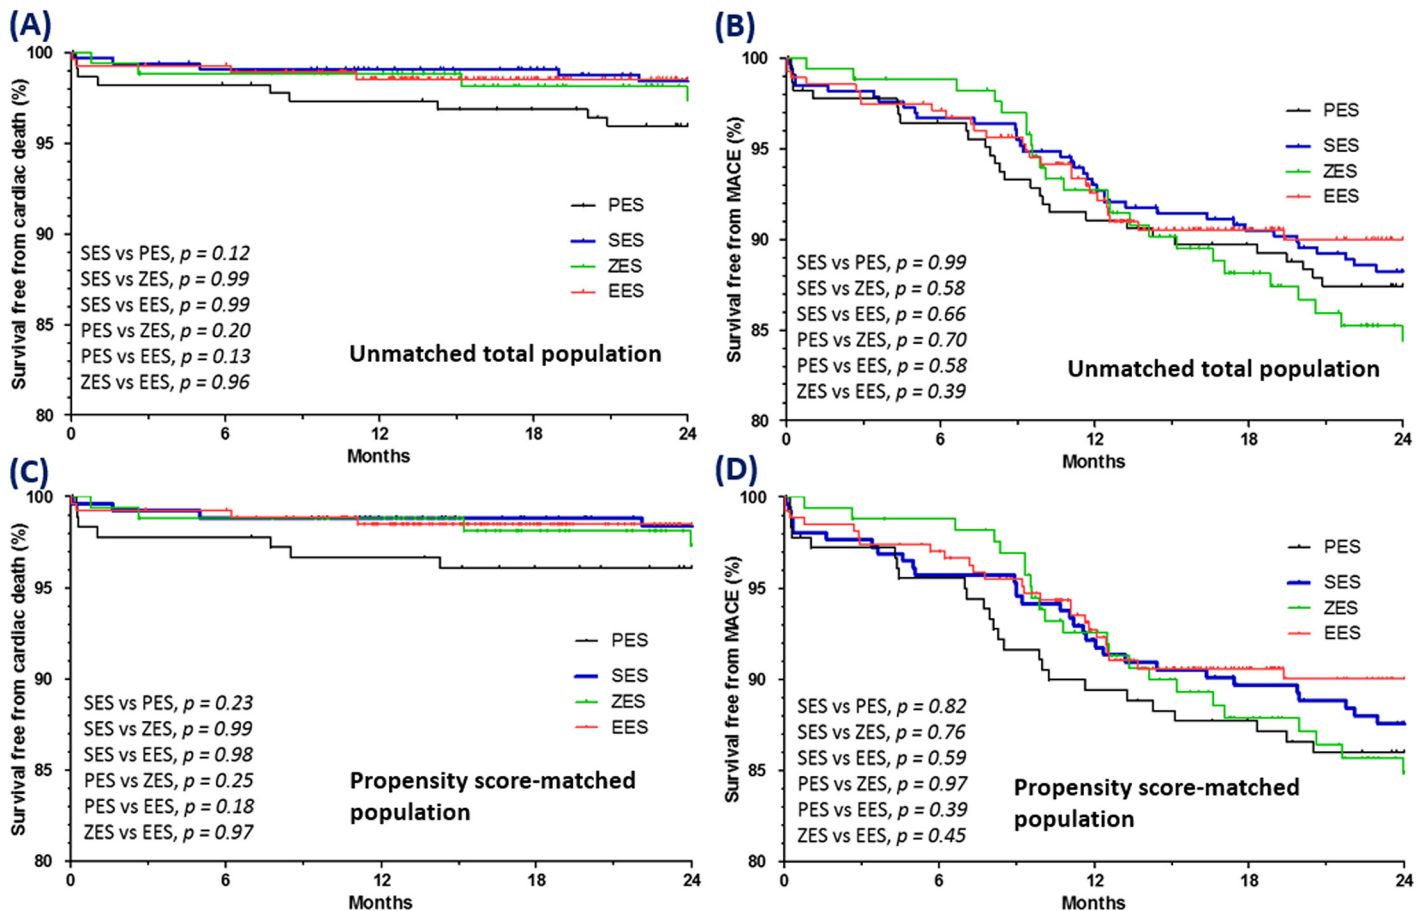 (A)
Survival free from cardiac death (%)
100
95
90
85
80
PES
SES
ZES
EES
SES vs PES, p = 0.12
SES vs ZES, p = 0.99
SES vs EES, p = 0.99
PES vs ZES, p = 0.20
PES vs EES, p = 0.13
ZES vs EES, p = 0.96
Unmatched total population
0 6 12 18 24
Months
(B)
Survival free from MACE (%)
100
95
90
85
80
PES
SES
ZES
EES
SES vs PES, p = 0.99
SES vs ZES, p = 0.58
SES vs EES, p = 0.66
PES vs ZES, p = 0.70
PES vs EES, p = 0.58
ZES vs EES, p = 0.39
Unmatched total population
0 6 12 18 24
Months
(C)
Survival free from cardiac death (%)
100
95
90
85
80
PES
SES
ZES
EES
SES vs PES, p = 0.23
SES vs ZES, p = 0.99
SES vs EES, p = 0.98
PES vs ZES, p = 0.25
PES vs EES, p = 0.18
ZES vs EES, p = 0.97
Propensity score-matched
population
0 6 12 18 24
Months
(D)
Survival free from MACE (%)
100
95
90
85
80
PES
SES
ZES
EES
SES vs PES, p = 0.82
SES vs ZES, p = 0.76
SES vs EES, p = 0.59
PES vs ZES, p = 0.97
PES vs EES, p = 0.39
ZES vs EES, p = 0.45
Propensity score-matched
population
0 6 12 18 24
Months